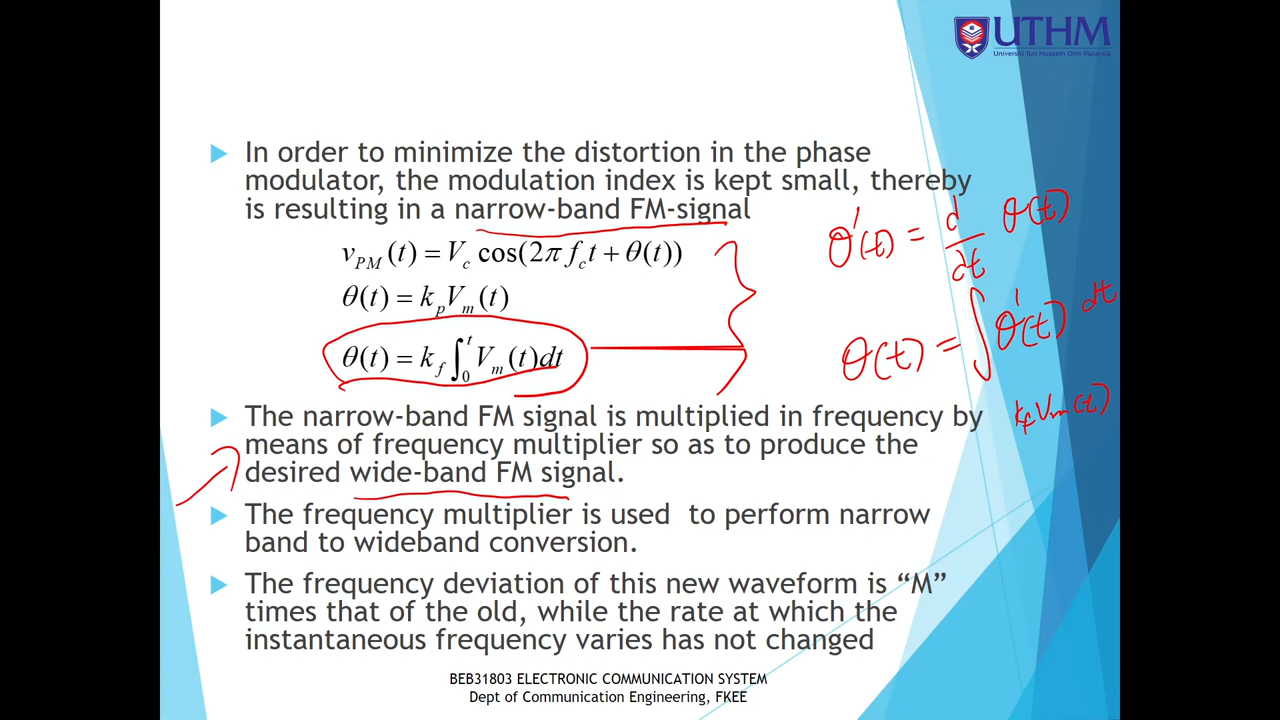 UTHM
Universiti Tun Hussein Onn Malaysia
In order to minimize the distortion in the phase
modulator, the modulation index is kept small, thereby
is resulting in a narrow-band FM-signal
v_PM(t) = V_c cos(2π f_c t + θ(t))
θ(t) = k_p V_m(t)
θ(t) = k_f ∫_0^t V_m(t)dt
θ'(t) = d/dt θ(t)
θ(t) = ∫ θ'(t) dt
k_f V_m(t)
The narrow-band FM signal is multiplied in frequency by
means of frequency multiplier so as to produce the
desired wide-band FM signal.
The frequency multiplier is used to perform narrow
band to wideband conversion.
The frequency deviation of this new waveform is “M”
times that of the old, while the rate at which the
instantaneous frequency varies has not changed
BEB31803 ELECTRONIC COMMUNICATION SYSTEM
Dept of Communication Engineering, FKEE